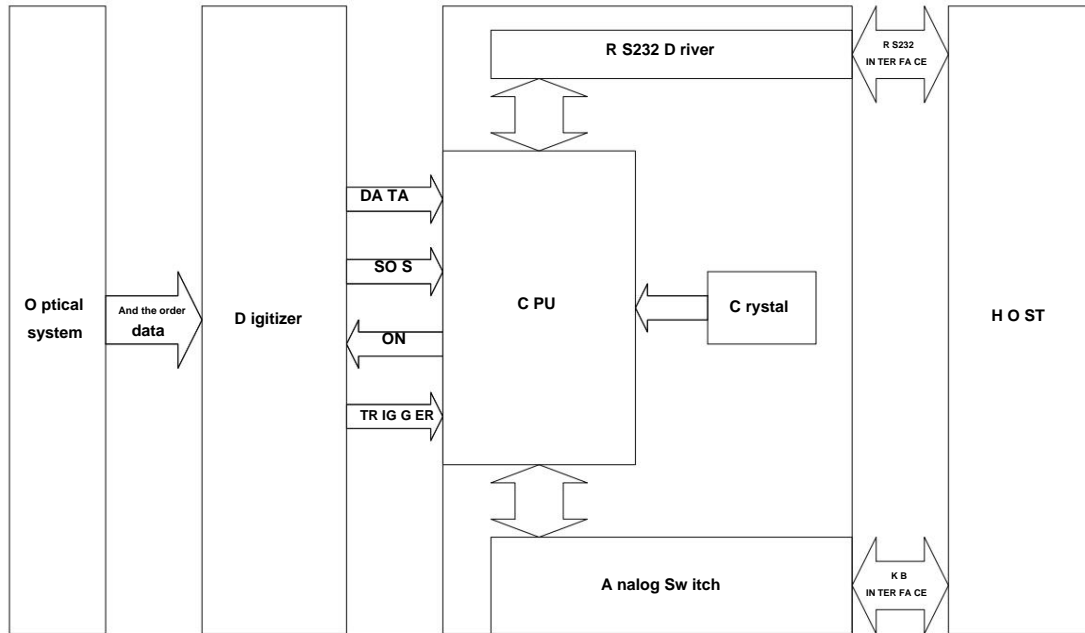 R S232 D river
R S232
IN TER FA CE
DA TA
SO S
O ptical
system
And the order
data
D igitizer
ON
C PU
C rystal
H O ST
TR IG G ER
A nalog Sw itch
K B
IN TER FA CE